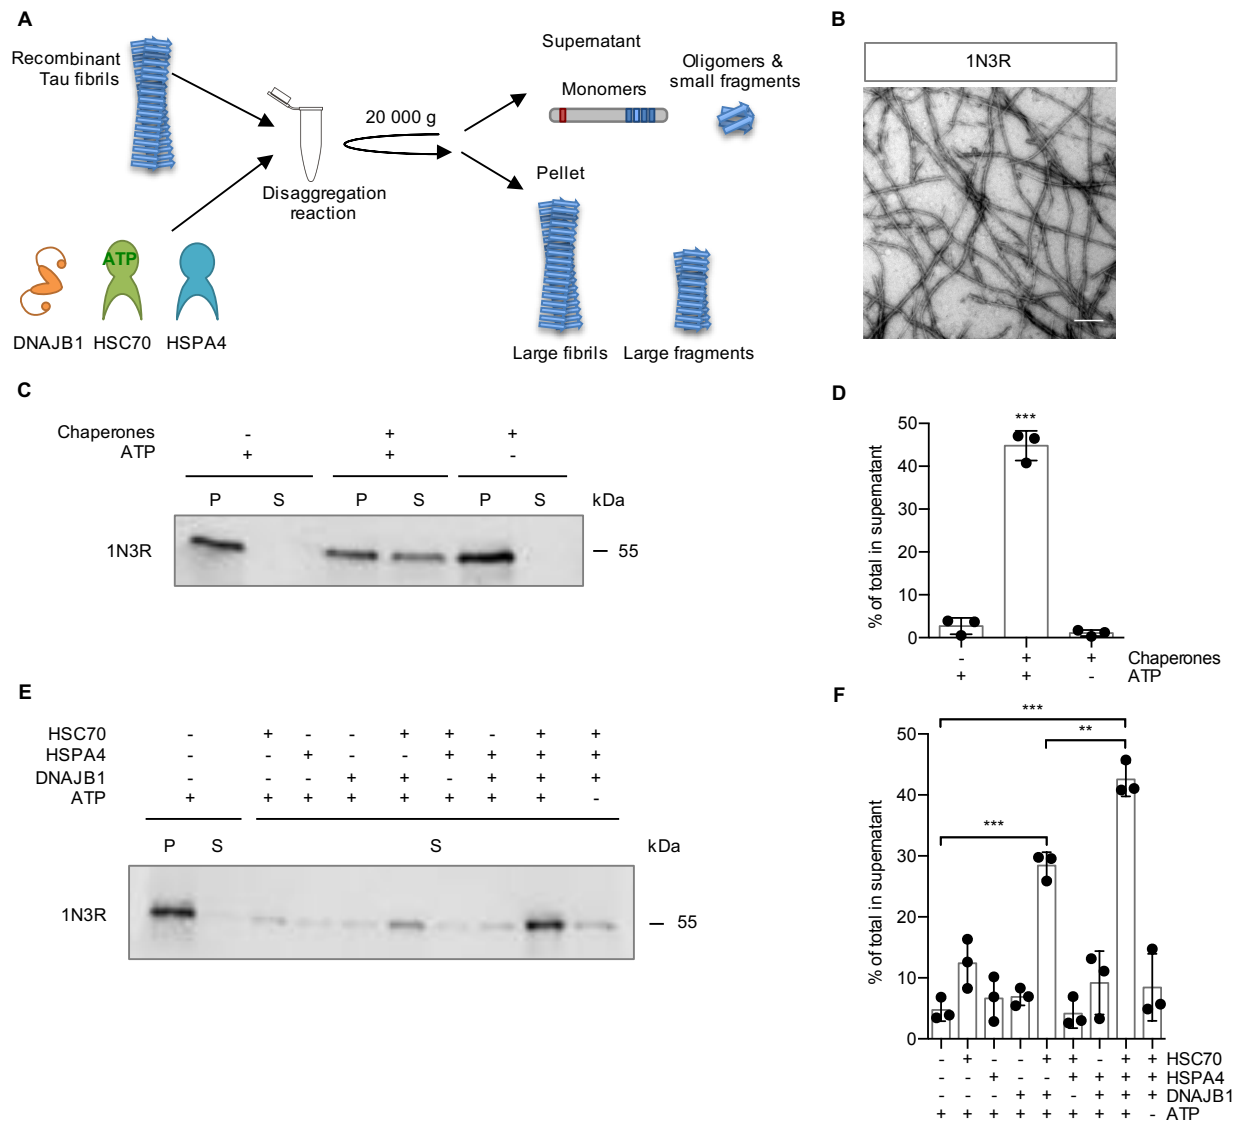 A
Recombinant
Tau fibrils
20 000 g
Disaggregation
reaction
ATP
DNAJB1 HSC70 HSPA4
Supernatant
Monomers
Oligomers &
small fragments
Pellet
Large fibrils Large fragments
B
1N3R
C
Chaperones - + +
ATP + + -
P S P S P S kDa
1N3R — 55
D
***
% of total in supernatant
50
40
30
20
10
0
- + + Chaperones
+ + - ATP
E
HSC70 - + - - + + - + +
HSPA4 - - + - - + + + +
DNAJB1 - - - - + - + + +
ATP + + + + + + + + -
P S S kDa
1N3R — 55
F
***
**
***
% of total in supernatant
50
40
30
20
10
0
- + - - + + - + + HSC70
- - + - - + + + + HSPA4
- - - + + - + + + DNAJB1
+ + + + + + + + - ATP